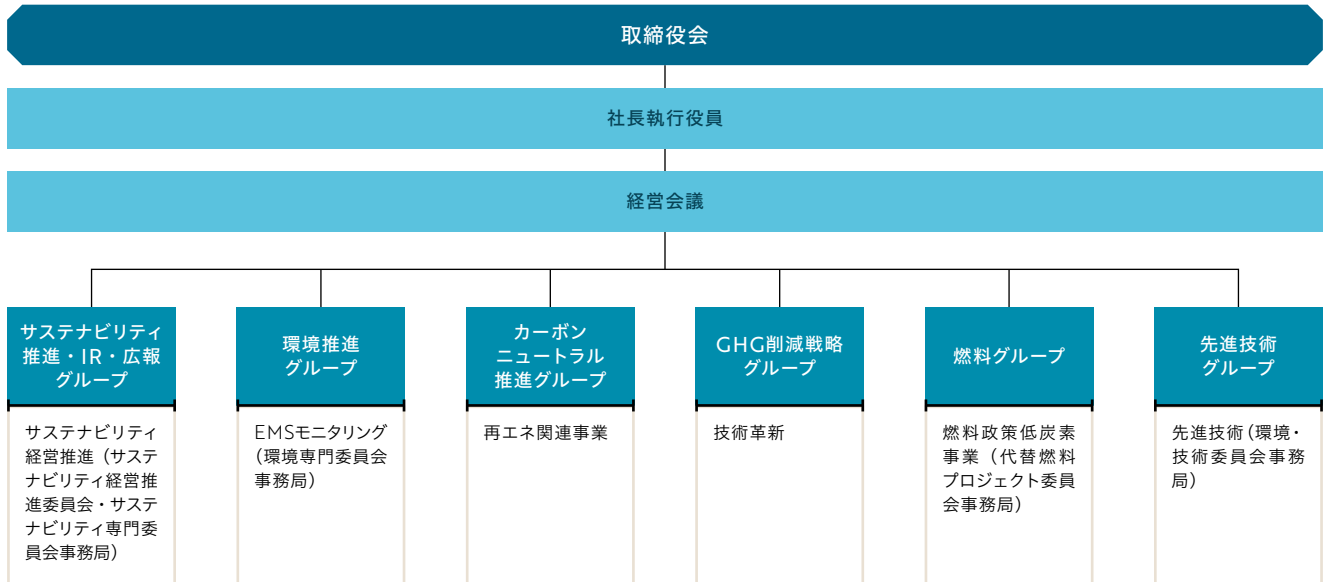 取締役会
社長執行役員
経営会議
サステナビリティ
推進・IR・広報
グループ
環境推進
グループ
カーボン
ニュートラル
推進グループ
GHG削減戦略
グループ
燃料グループ
先進技術
グループ
サステナビリティ
経営推進（サステ
ナビリティ経営推
進委員会・サステ
ナビリティ専門委
員会事務局）
EMSモニタリング
（環境専門委員会
事務局）
再エネ関連事業
技術革新
燃料政策低炭素
事業（代替燃料
プロジェクト委員
会事務局）
先進技術（環境・
技術委員会事務
局）